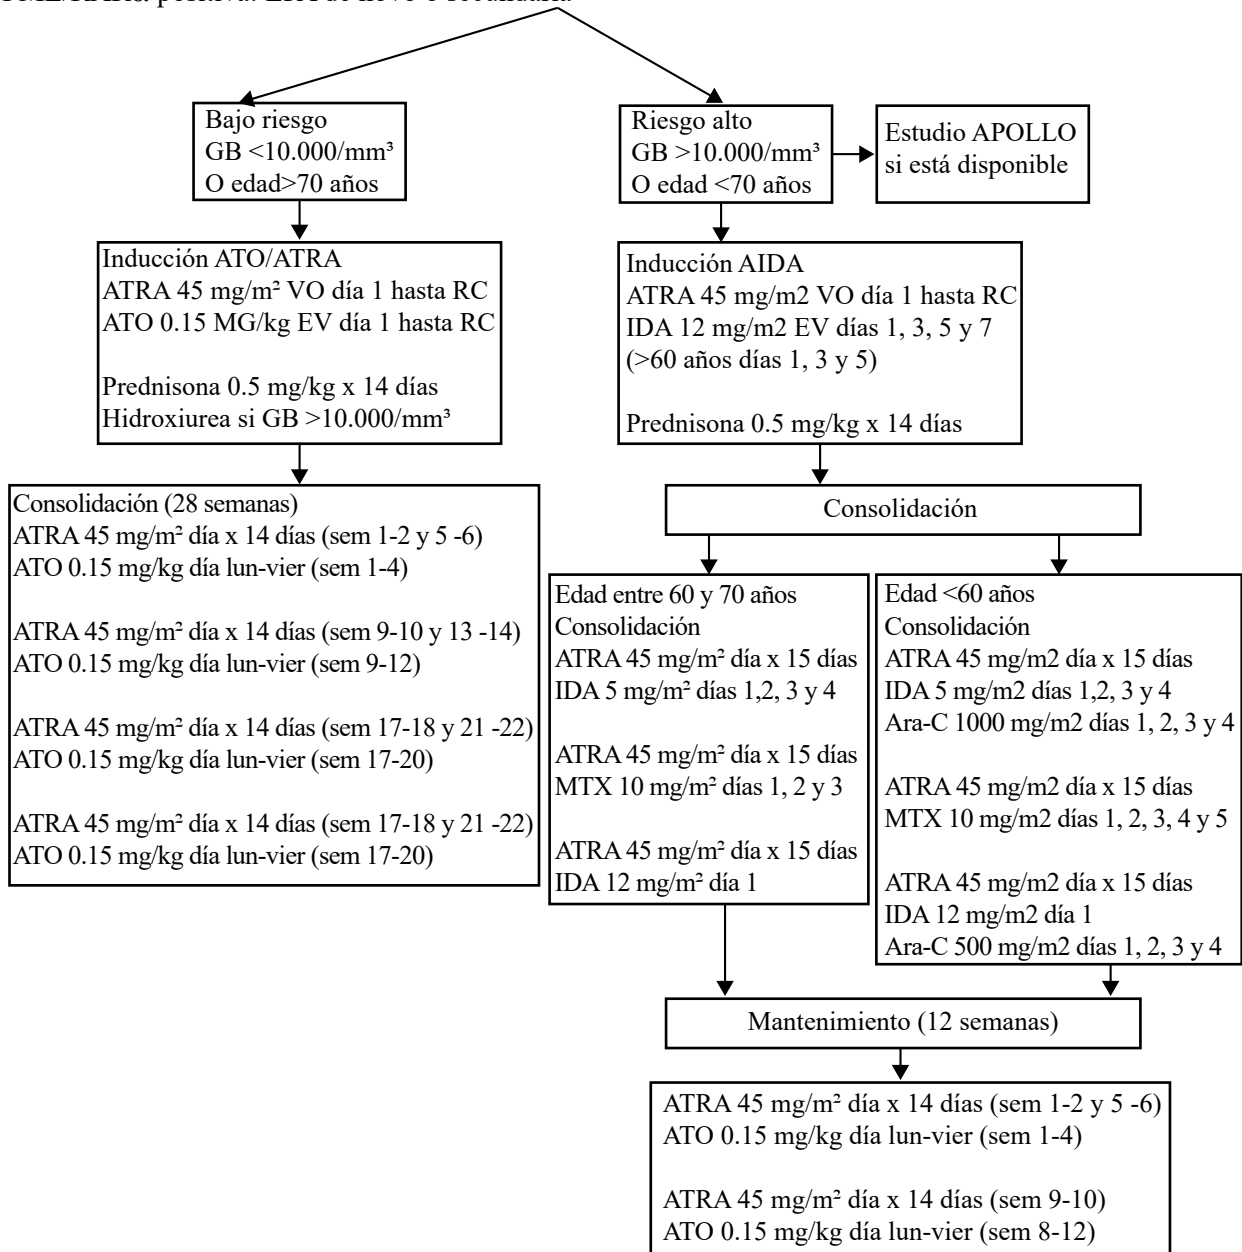 positiva. de novo o secundaria
Bajo riesgo
GB <10.000/mm³
O edad>70 años
Riesgo alto
GB >10.000/mm³
O edad <70 años
Estudio APOLLO
si está disponible
Inducción ATO/ATRA
ATRA 45 mg/m² VO día 1 hasta RC
ATO 0.15 MG/kg EV día 1 hasta RC
Prednisona 0.5 mg/kg x 14 días
Hidroxiurea si GB >10.000/mm³
Inducción AIDA
ATRA 45 mg/m2 VO día 1 hasta RC
IDA 12 mg/m2 EV días 1, 3, 5 y 7
(>60 años días 1, 3 y 5)
Prednisona 0.5 mg/kg x 14 días
Consolidación (28 semanas)
ATRA 45 mg/m² día x 14 días (sem 1-2 y 5 -6)
ATO 0.15 mg/kg día lun-vier (sem 1-4)
ATRA 45 mg/m² día x 14 días (sem 9-10 y 13 -14)
ATO 0.15 mg/kg día lun-vier (sem 9-12)
ATRA 45 mg/m² día x 14 días (sem 17-18 y 21 -22)
ATO 0.15 mg/kg día lun-vier (sem 17-20)
ATRA 45 mg/m² día x 14 días (sem 17-18 y 21 -22)
ATO 0.15 mg/kg día lun-vier (sem 17-20)
Consolidación
Edad entre 60 y 70 años
Consolidación
ATRA 45 mg/m² día x 15 días
IDA 5 mg/m² días 1,2, 3 y 4
ATRA 45 mg/m² día x 15 días
MTX 10 mg/m² días 1, 2 y 3
ATRA 45 mg/m² día x 15 días
IDA 12 mg/m² día 1
Edad <60 años
Consolidación
ATRA 45 mg/m2 día x 15 días
IDA 5 mg/m2 días 1,2, 3 y 4
Ara-C 1000 mg/m2 días 1, 2, 3 y 4
ATRA 45 mg/m2 día x 15 días
MTX 10 mg/m2 días 1, 2, 3, 4 y 5
ATRA 45 mg/m2 día x 15 días
IDA 12 mg/m2 día 1
Ara-C 500 mg/m2 días 1, 2, 3 y 4
Mantenimiento (12 semanas)
ATRA 45 mg/m² día x 14 días (sem 1-2 y 5 -6)
ATO 0.15 mg/kg día lun-vier (sem 1-4)
ATRA 45 mg/m² día x 14 días (sem 9-10)
ATO 0.15 mg/kg día lun-vier (sem 8-12)